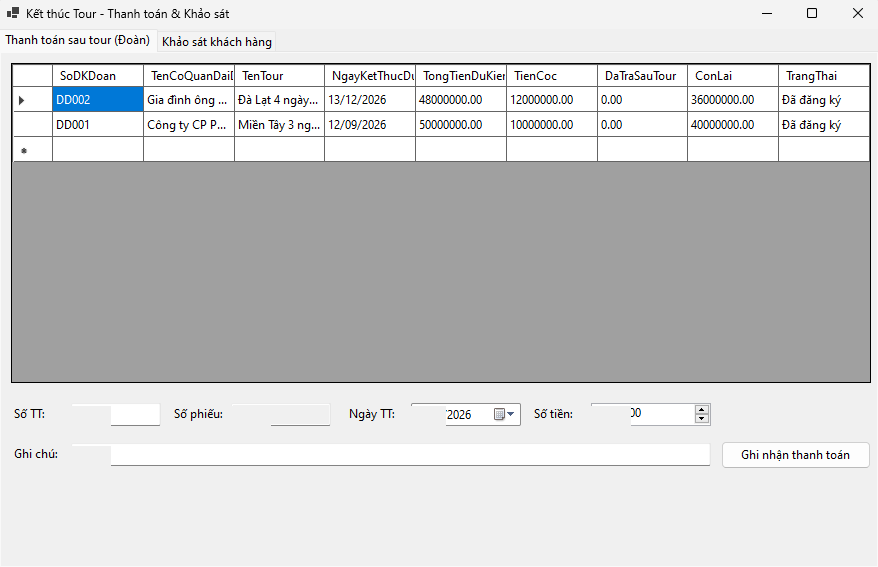 Kết thúc Tour - Thanh toán & Khảo sát
Thanh toán sau tour (Đoàn) Khảo sát khách hàng
SoDKDoan TenCoQuanDaiD TenTour NgayKetThucDu TongTienDuKien TienCoc DaTraSauTour ConLai TrangThai
DD002 Gia đình ông ... Đà Lạt 4 ngày... 13/12/2026 48000000.00 12000000.00 0.00 36000000.00 Đã đăng ký
DD001 Công ty CP P... Miền Tây 3 ng... 12/09/2026 50000000.00 10000000.00 0.00 40000000.00 Đã đăng ký
Số TT: Số phiếu: Ngày TT: /2026 Số tiền: 00
Ghi chú: Ghi nhận thanh toán